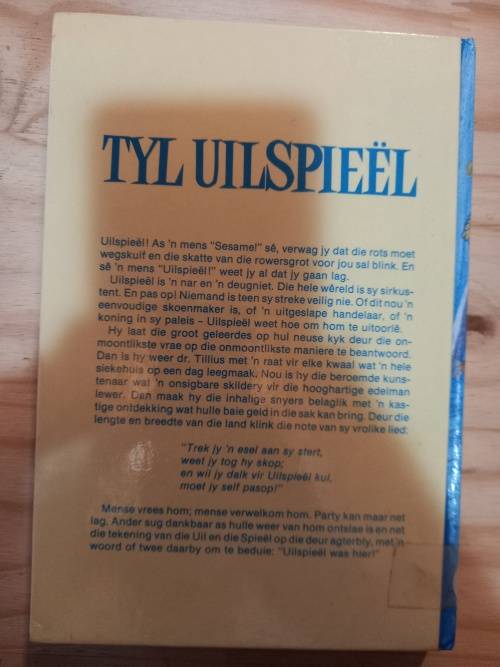 TYL UILSPIEËL
Uilspieël! As 'n mens "Sesame!" sê, verwag jy dat die rots moet
wegskuif en die skatte van die rowersgrot voor jou sal blink. En
sê 'n mens "Uilspieël!" weet jy al dat jy gaan lag.
Uilspieël is 'n nar en 'n deugniet. Die hele wêreld is sy sirkus-
tent. En pas op! Niemand is teen sy streke veilig nie. Of dit nou 'n
eenvoudige skoenmaker is, of 'n uitgeslape handelaar, of 'n
koning in sy paleis – Uilspieël weet hoe om hom te uitoorlê.
Hy laat die groot geleerdes op hul neuse kyk deur die on-
moontlikste vrae op die onmoontlikste maniere te beantwoord.
Dan is hy weer dr. Tillius met 'n raat vir elke kwaal wat 'n hele
siekehuis op een dag leegmaak. Nou is hy die beroemde kuns-
tenaar wat 'n onsigbare skildery vir die hooghartige edelman
lewer. Dan maak hy die inhalige snyers belaglik met 'n kas-
tige ontdekking wat hulle baie geld in die sak kan bring. Deur die
lengte en breedte van die land klink die note van sy vrolike lied:
"Trek jy 'n esel aan sy stert,
weet jy tog hy skop;
en wil jy dalk vir Uilspieël kul,
moet jy self pasop!"
Mense vrees hom; mense verwelkom hom. Party kan maar net
lag. Ander sug dankbaar as hulle weer van hom ontslae is en net
die tekening van die Uil en die Spieël op die deur agterbly, met 'n
woord of twee daarby om te beduie: "Uilspieël was hier!"